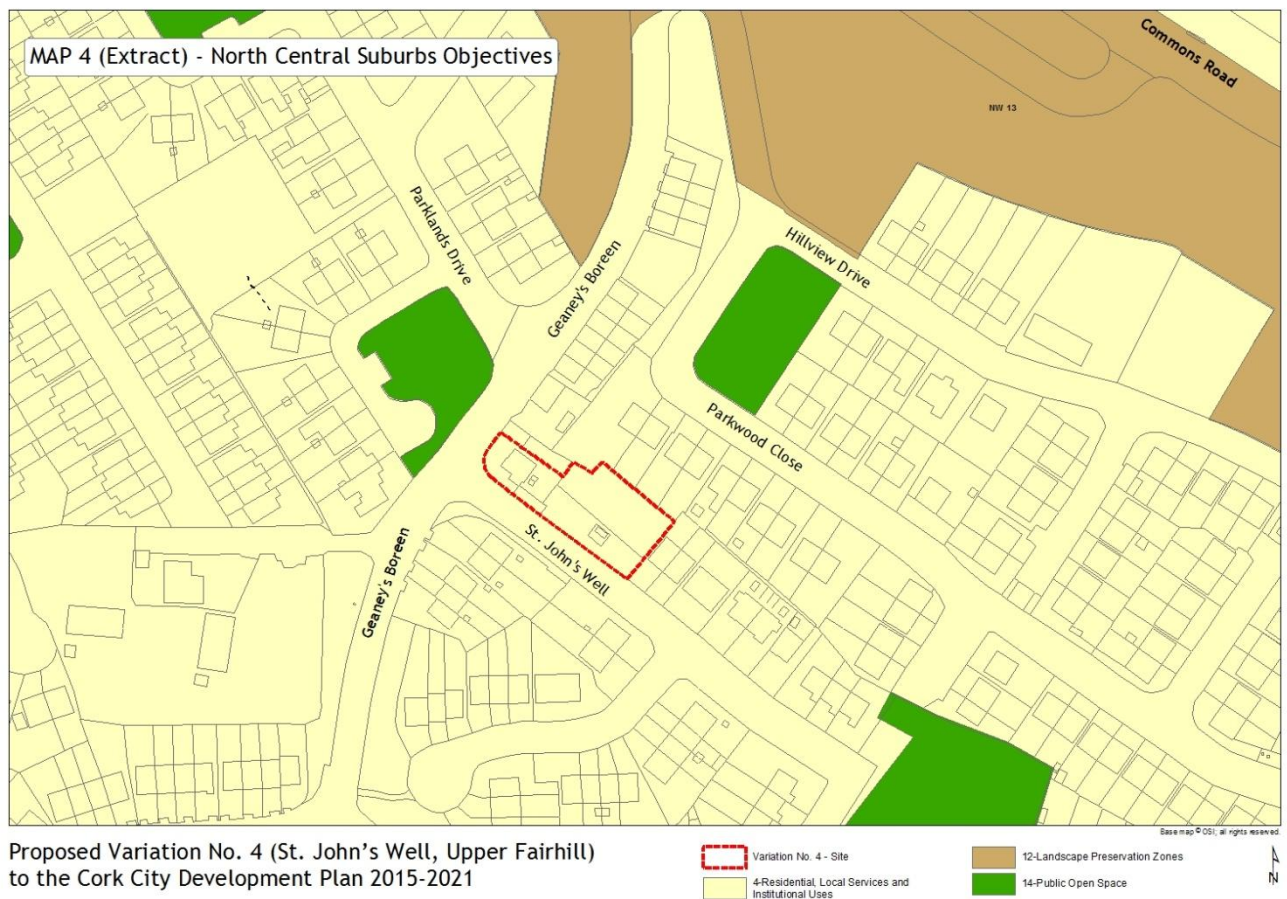 MAP 4 (Extract) - North Central Suburbs Objectives
Commons Road
NW 13
Parklands Drive
Geaney's Boreen
Hillview Drive
Parkwood Close
St. John's Well
Geaney's Boreen
Base map © OSI; all rights reserved.
Proposed Variation No. 4 (St. John's Well, Upper Fairhill)
to the Cork City Development Plan 2015-2021
Variation No. 4 - Site
4-Residential, Local Services and
Institutional Uses
12-Landscape Preservation Zones
14-Public Open Space
N